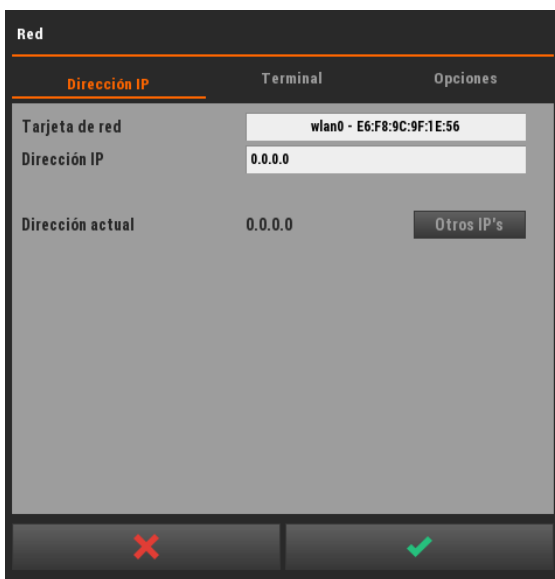 Red
Dirección IP Terminal Opciones
Tarjeta de red wlan0 - E6:F8:9C:9F:1E:56
Dirección IP 0.0.0.0
Dirección actual 0.0.0.0 Otros IP's